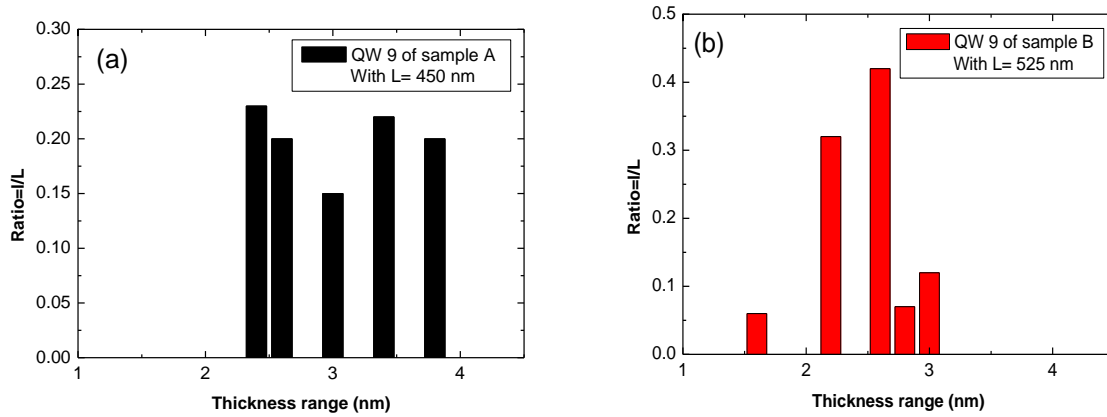 (a)
QW 9 of sample A
With L= 450 nm
0.30
0.25
0.20
0.15
0.10
0.05
0.00
Ratio=l/L
1 2 3 4
Thickness range (nm)
(b)
QW 9 of sample B
With L= 525 nm
0.5
0.4
0.3
0.2
0.1
0.0
Ratio=l/L
1 2 3 4
Thickness range (nm)